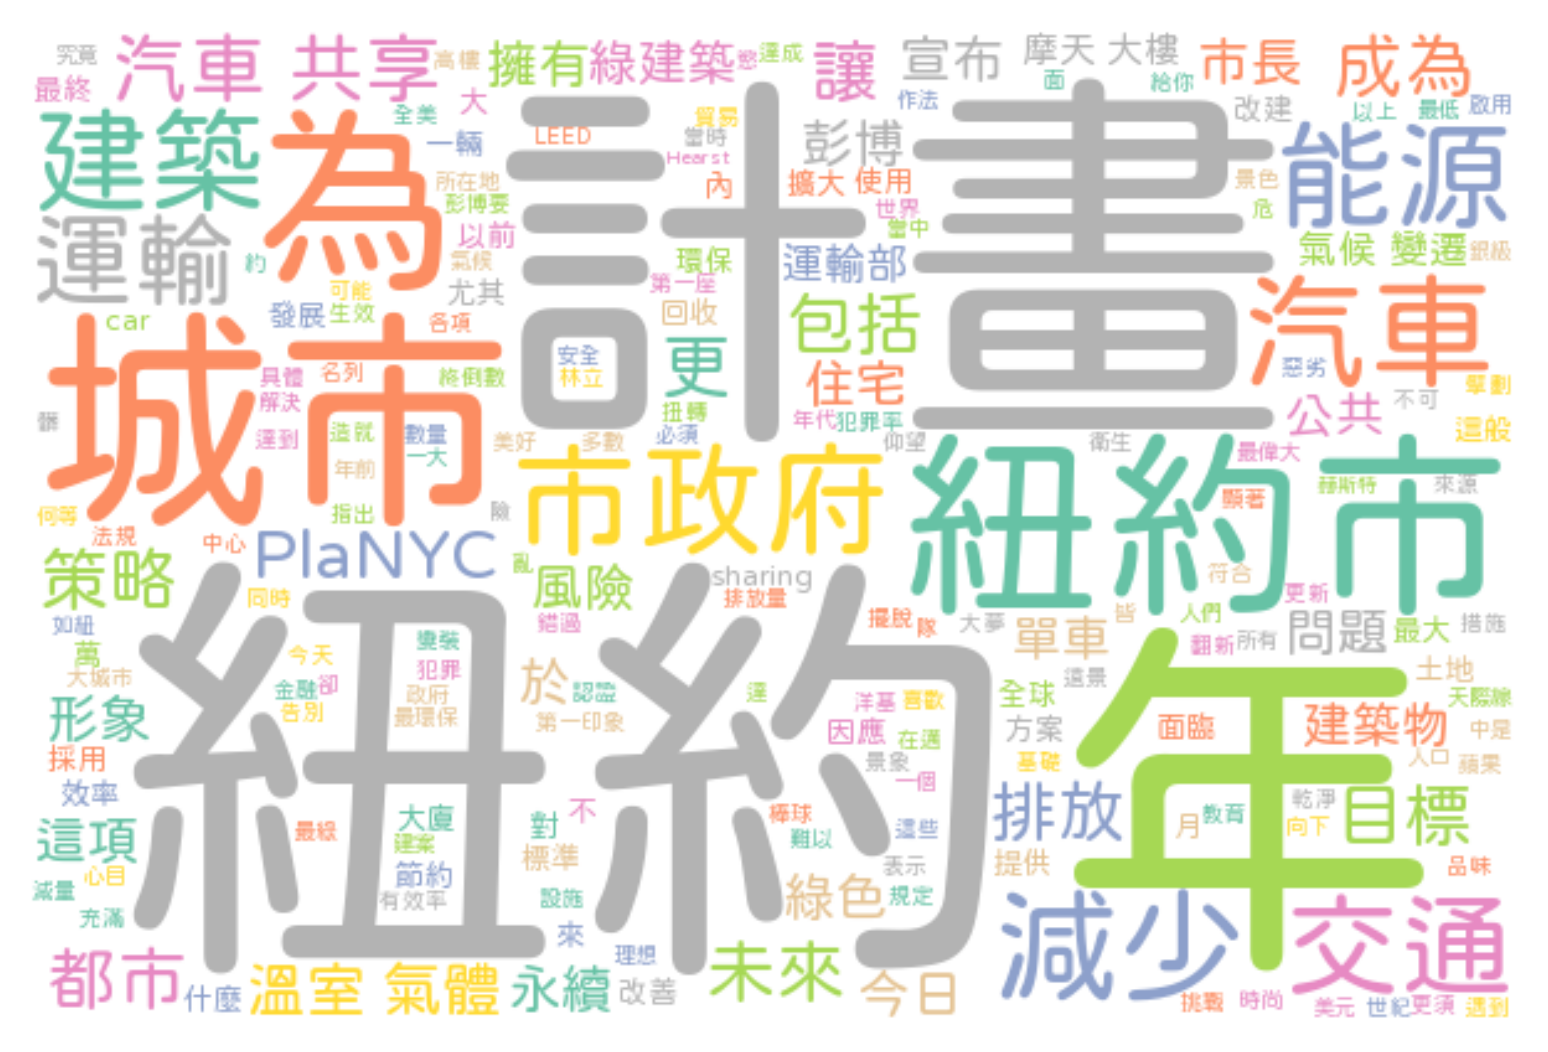 究竟 汽車 共享 高樓 擁有 綠建築 慾 達成 讓 宣布 摩天 大樓 市長 成為
最終 大 全美 LEED 貿易 當時 面 作法 給你 改建 以上 最低 啟用
建築 為 計畫 一輛 Hearst 彭博 能源
所在地 內 擴大 使用 景色
彭博要 世界 當中 危
運輸 以前 環保 運輸部 氣候 變遷 銀級
約 氣候 第一座
可能 尤其 回收 包括 汽車
car 發展 生效 各項
城市 安全 更 住宅 惡劣
具體 名列 終倒數 林立 擘劃
解決 扭轉 年代 犯罪率 公共 不可
髒 達到 造就 數量 美好 多數 必須 仰望 衛生 這般
年前 一大 市政府 紐約市 最偉大
何等 指出 險 顯著 赫斯特 來源
法規 中心 PlaNYC 亂
策略 風險 sharing 符合
同時 排放量 更新
如紐 錯過 擺脫 隊 大夢 單車 皆 人們 問題 最大 措施
萬 今天 變裝 翻新 所有
大城市 紐約 犯罪 於 認證 達 全球 遠景 年 土地
形象 金融 卻 政府 洋基 喜歡 天際線
告別 最環保 第一印象 因應 在邁 方案 面臨 建築物 中是
採用 景象 基礎 人口 蘋果
效率 一個
這項 最綠 大廈 對 不 棒球 這些 排放 月 教育 乾淨 向下 目標
建案 難以
心目 節約 標準 表示 提供 品味
減量 有效率 設施 綠色 規定
充滿 來 減少 交通
都市 什麼 溫室 氣體 永續 理想 改善 未來 今日
挑戰 時尚 美元 世紀 更須 遇到